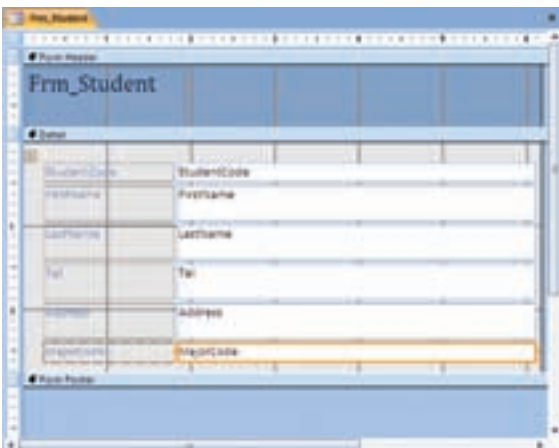 Frm_Student
Form Header
Frm_Student
Detail
StudentCode StudentCode
FirstName FirstName
LastName LastName
Tel Tel
Address Address
MajorCode MajorCode
Form Footer